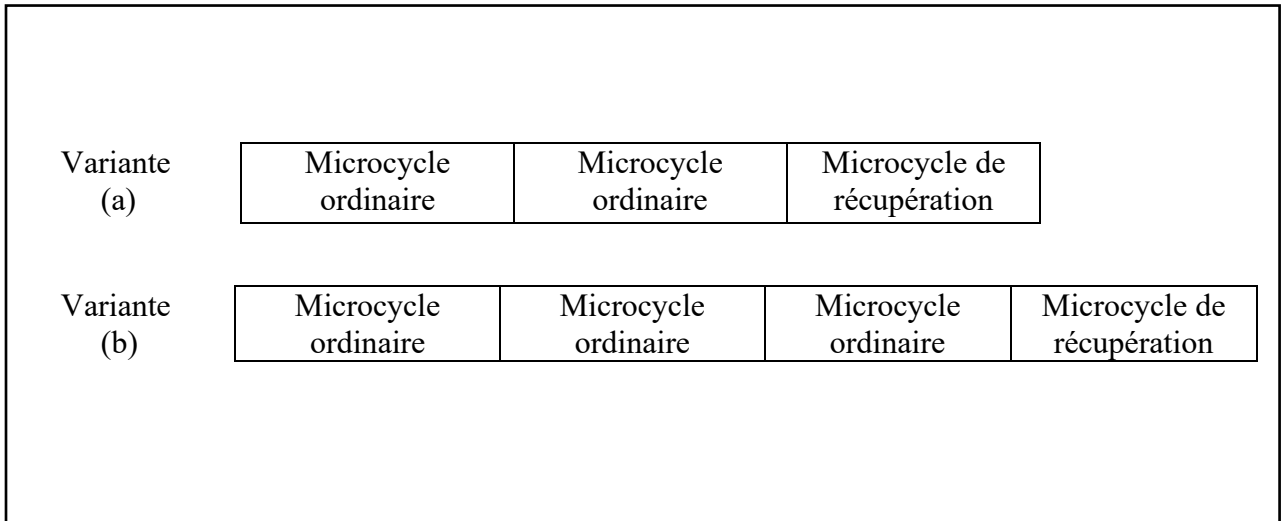 Variante
(a)
Microcycle
ordinaire
Microcycle
ordinaire
Microcycle de
récupération
Variante
(b)
Microcycle
ordinaire
Microcycle
ordinaire
Microcycle
ordinaire
Microcycle de
récupération